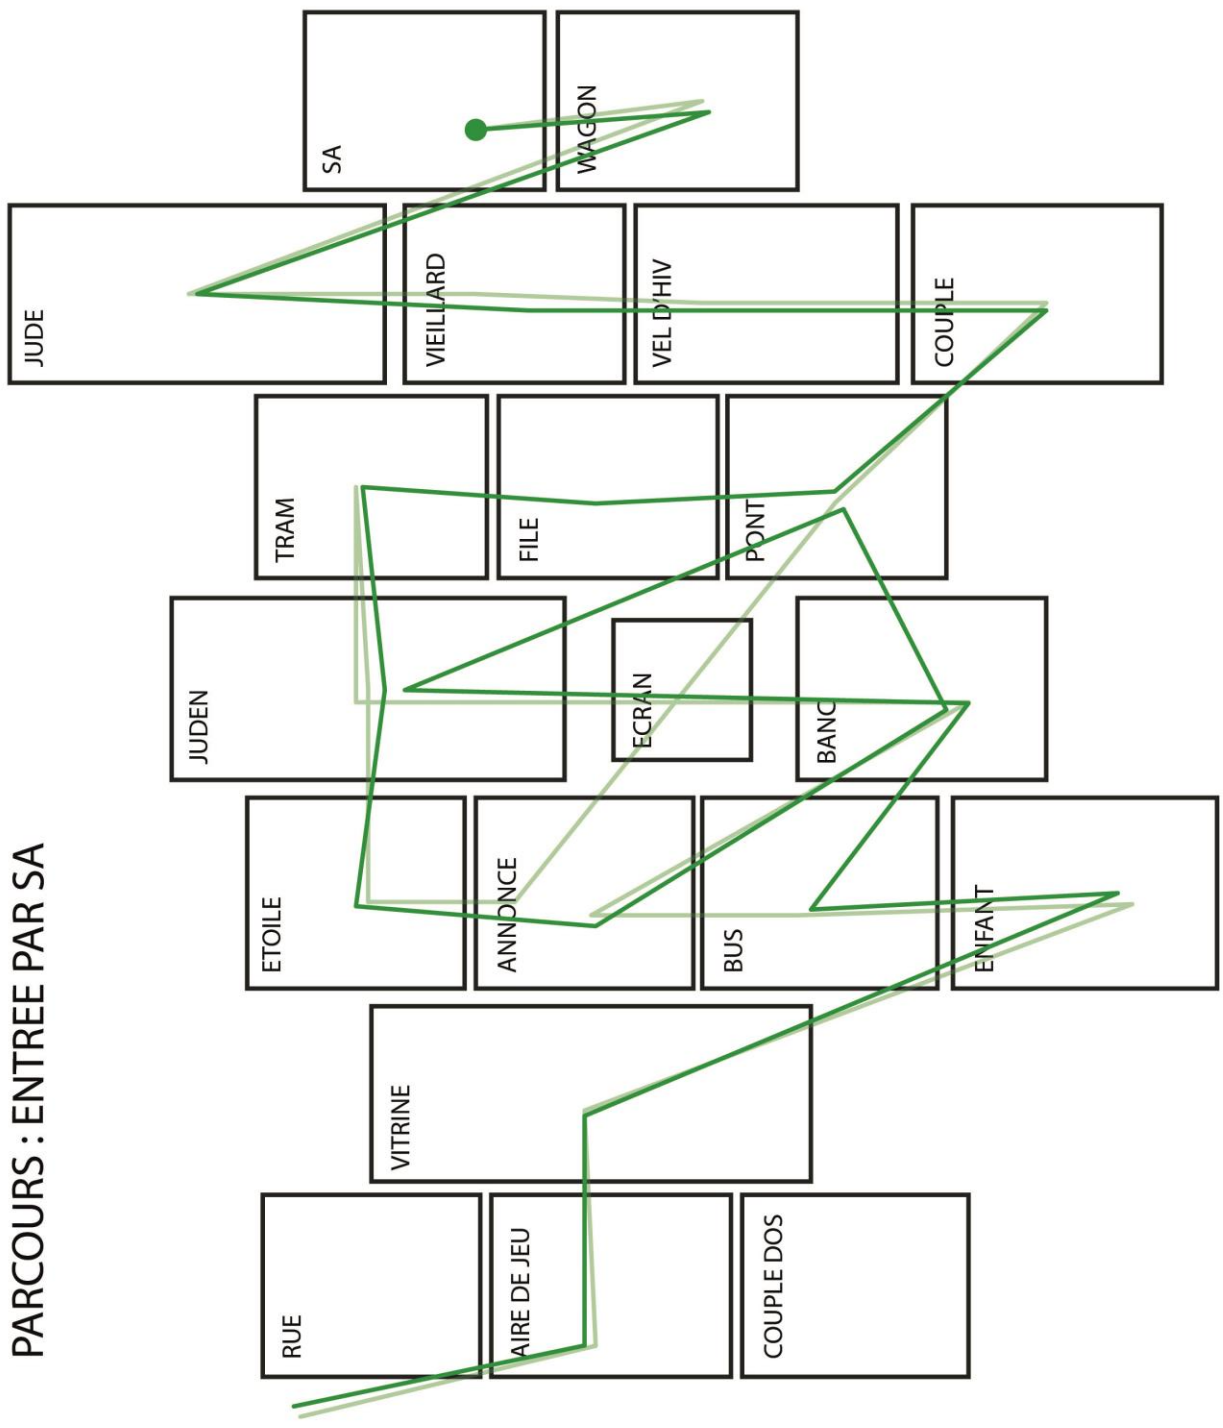 PARCOURS : ENTREE PAR SA
JUDE
JUDEN
ETOILE
RUE
TRAM
SA
VITRINE
VIEILLARD
ANNONCE
AIRE DE JEU
FILE
WAGON
ECRAN
VEL D'HIV
BUS
PONT
COUPLE DOS
BANC
COUPLE
ENFANT